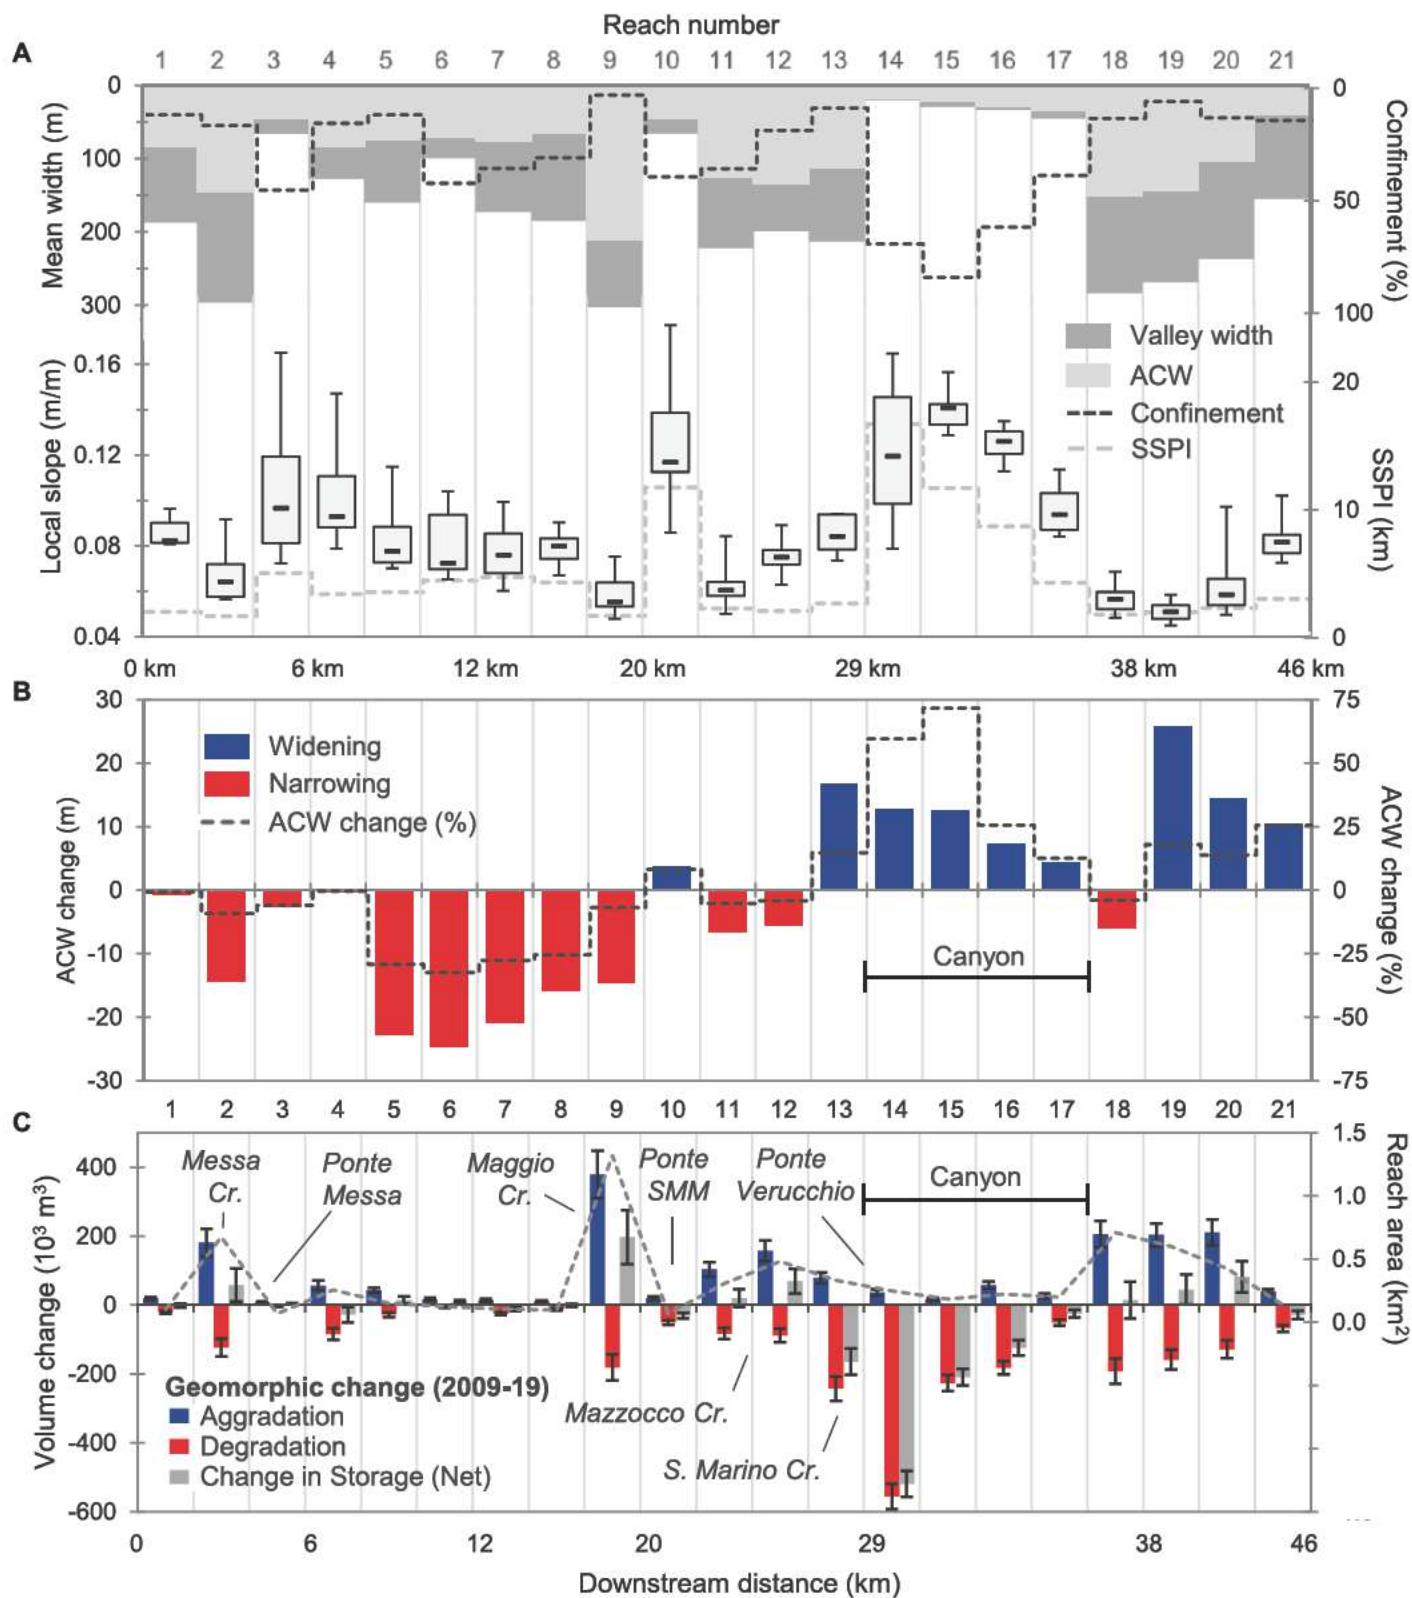 Reach number
A
1 2 3 4 5 6 7 8 9 10 11 12 13 14 15 16 17 18 19 20 21
Mean width (m)
0
100
200
300
Confinement (%)
0
50
100
Valley width
ACW
Confinement
SSPI
Local slope (m/m)
0.16
0.12
0.08
0.04
SSPI (km)
20
10
0
0 km 6 km 12 km 20 km 29 km 38 km 46 km
B
ACW change (m)
30
20
10
0
-10
-20
-30
Widening
Narrowing
ACW change (%)
Canyon
ACW change (%)
75
50
25
0
-25
-50
-75
1 2 3 4 5 6 7 8 9 10 11 12 13 14 15 16 17 18 19 20 21
C
Volume change (10³ m³)
400
200
0
-200
-400
-600
Messa Cr.
Ponte Messa
Maggio Cr.
Ponte SMM
Ponte Verucchio
Canyon
Mazzocco Cr.
S. Marino Cr.
Geomorphic change (2009-19)
Aggradation
Degradation
Change in Storage (Net)
Reach area (km²)
1.5
1.0
0.5
0.0
0 6 12 20 29 38 46
Downstream distance (km)